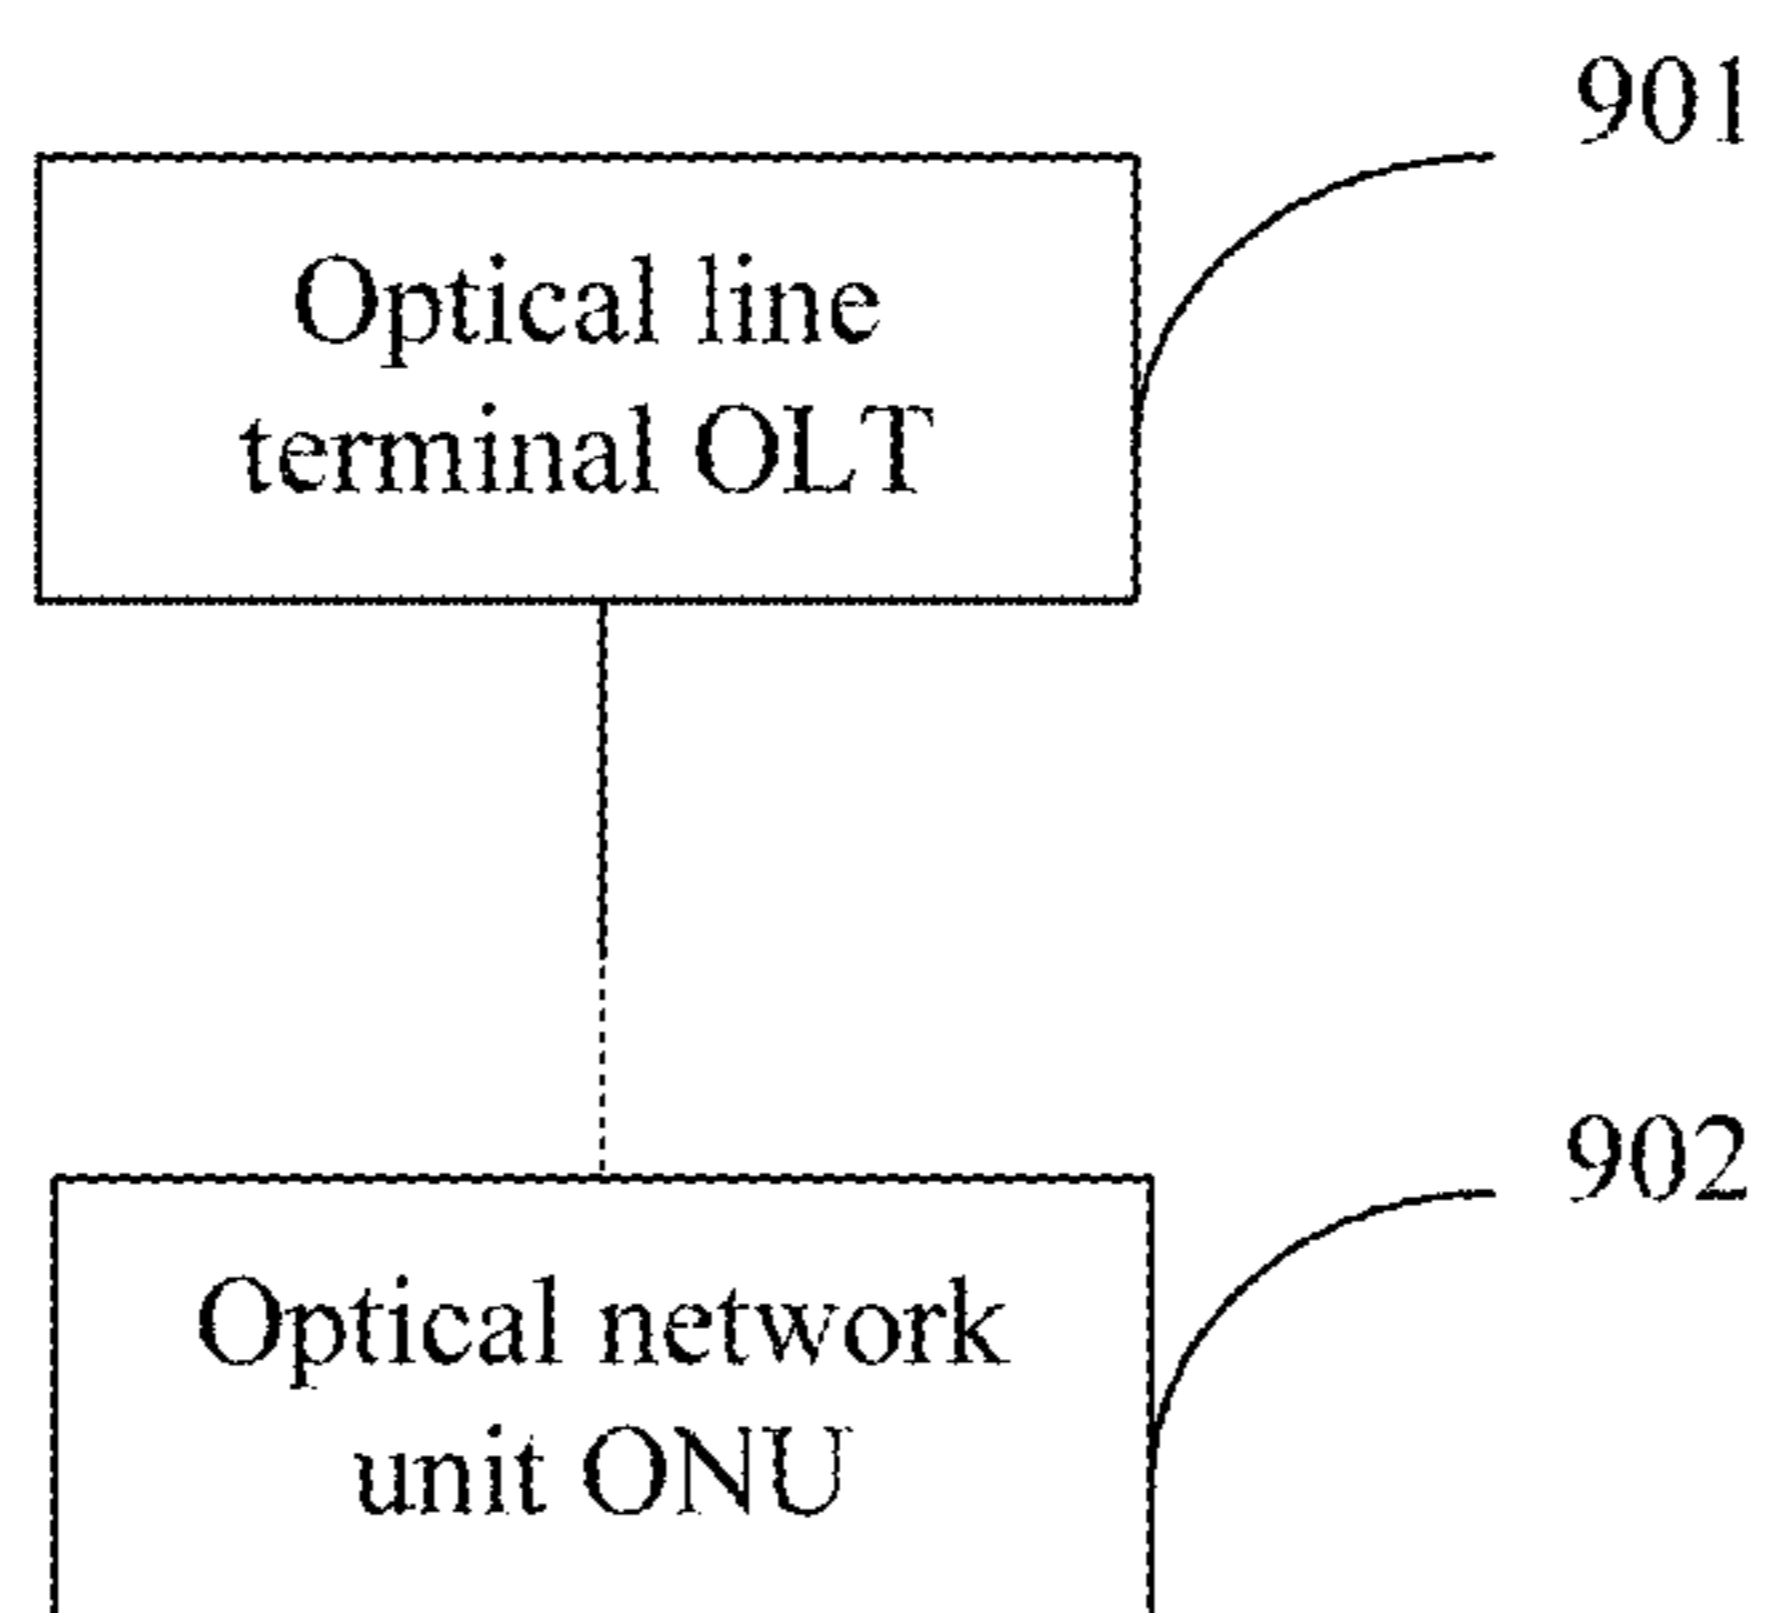 901
Optical line
terminal OLT
902
Optical network
unit ONU